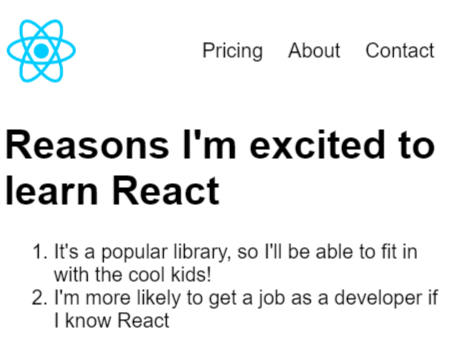 Pricing About Contact
Reasons I'm excited to
learn React
1. It's a popular library, so I'll be able to fit in
with the cool kids!
2. I'm more likely to get a job as a developer if
I know React